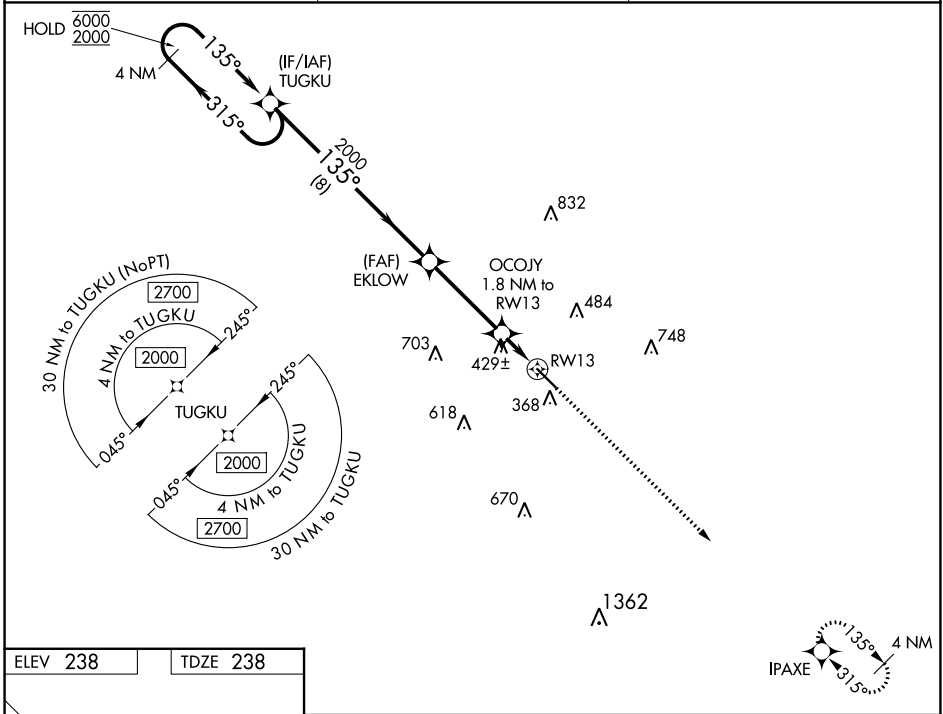 HOLD 6000
2000
4 NM
135°
315°
(IF/IAF)
TUGKU
2000
135°
(8)
832
(FAF)
EKLOW
OCOJY
1.8 NM to
RW13
484
748
703
429±
RW13
368
618
670
1362
30 NM to TUGKU (NoPT)
2700
4 NM to TUGKU
2000
245°
045°
TUGKU
245°
045°
2000
4 NM to TUGKU
2700
30 NM to TUGKU
IPAXE
135°
315°
4 NM
ELEV 238
TDZE 238